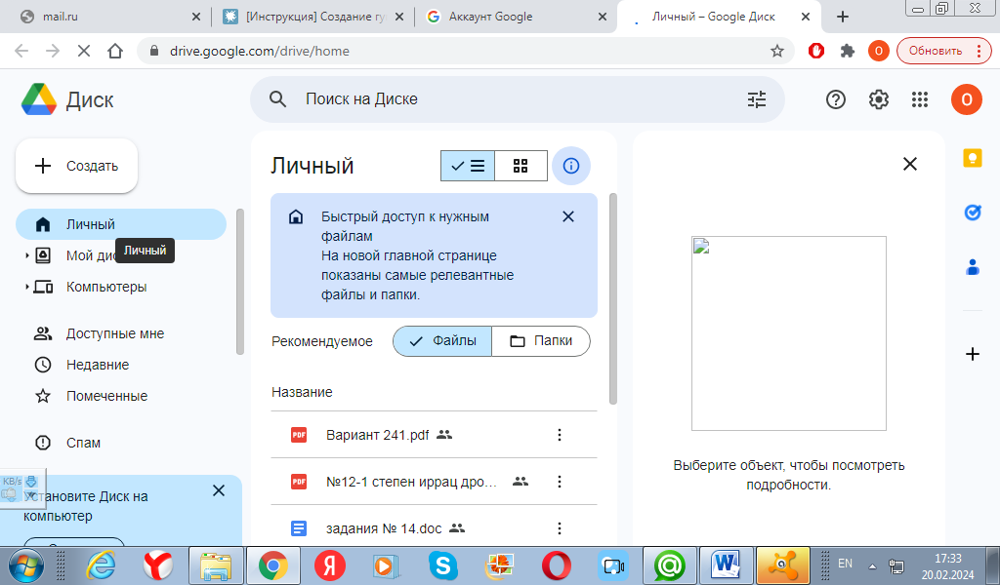 mail.ru
[Инструкция] Создание гу
Аккаунт Google
Личный – Google Диск
drive.google.com/drive/home
О
Обновить
Диск
Поиск на Диске
О
Создать
Личный
Личный
Мой ди
Компьютеры
Доступные мне
Недавние
Помеченные
Спам
KB/s
Установите Диск на
компьютер
Личный
Быстрый доступ к нужным
файлам
На новой главной странице
показаны самые релевантные
файлы и папки.
Рекомендуемое
Файлы
Папки
Название
PDF
Вариант 241.pdf
PDF
№12-1 степен иррац дро...
задания № 14.doc
Выберите объект, чтобы посмотреть
подробности.
EN
17:33
20.02.2024